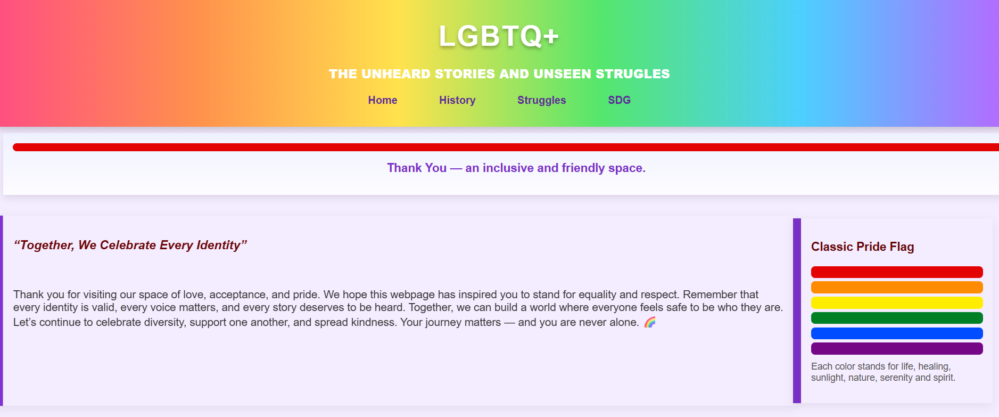 LGBTQ+
THE UNHEARD STORIES AND UNSEEN STRUGLES
Home History Struggles SDG
Thank You — an inclusive and friendly space.
“Together, We Celebrate Every Identity”
Thank you for visiting our space of love, acceptance, and pride. We hope this webpage has inspired you to stand for equality and respect. Remember that
every identity is valid, every voice matters, and every story deserves to be heard. Together, we can build a world where everyone feels safe to be who they are.
Let’s continue to celebrate diversity, support one another, and spread kindness. Your journey matters — and you are never alone. 🌈
Classic Pride Flag
Each color stands for life, healing,
sunlight, nature, serenity and spirit.